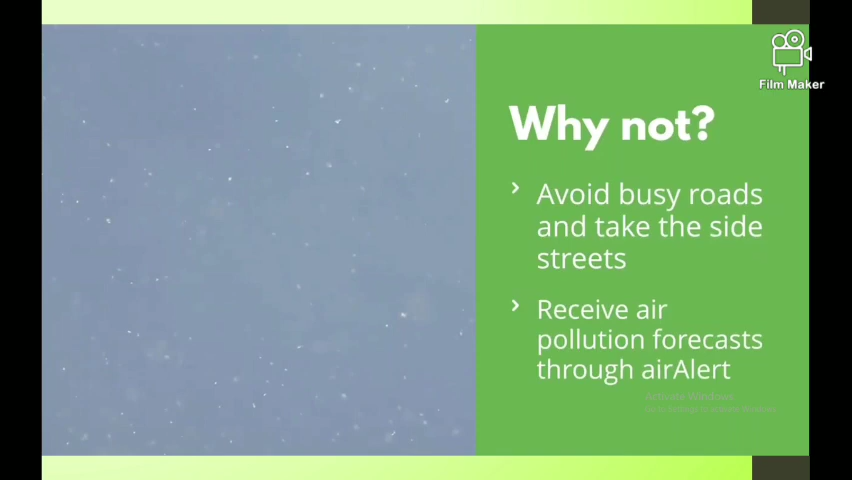 Film Maker
Why not?
Avoid busy roads
and take the side
streets
Receive air
pollution forecasts
through airAlert
Activate Windows